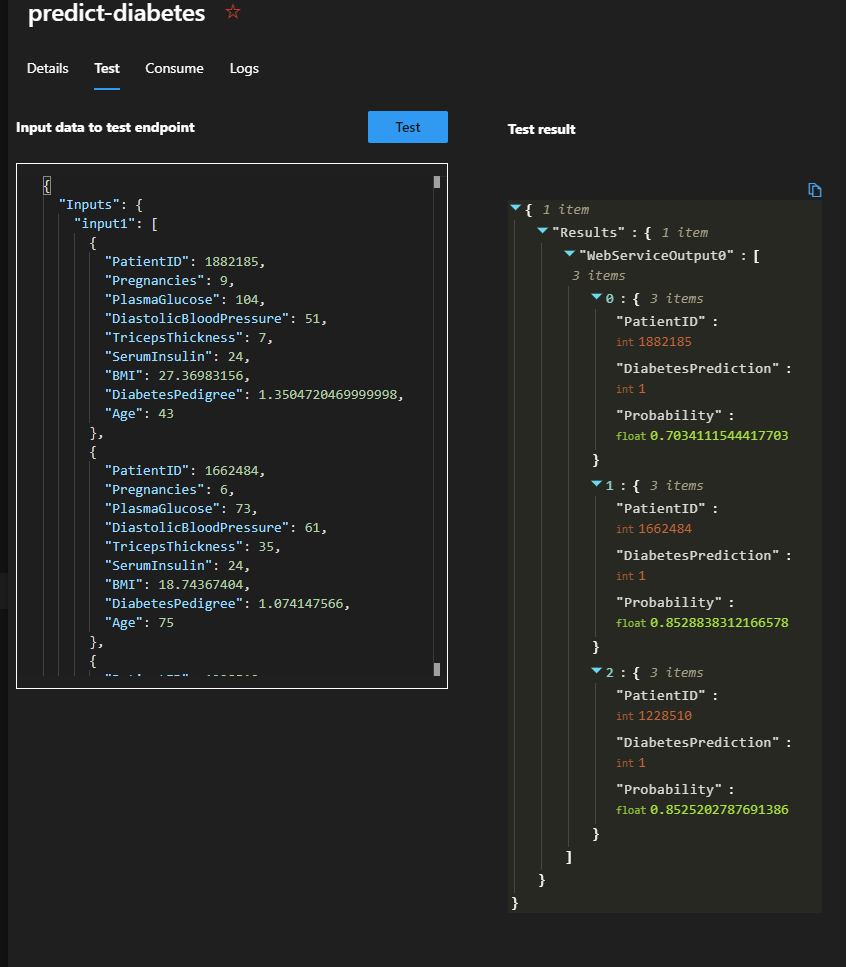 predict-diabetes
Details Test Consume Logs
Input data to test endpoint
Test
{
"Inputs": {
"input1": [
{
"PatientID": 1882185,
"Pregnancies": 9,
"PlasmaGlucose": 104,
"DiastolicBloodPressure": 51,
"TricepsThickness": 7,
"SerumInsulin": 24,
"BMI": 27.36983156,
"DiabetesPedigree": 1.3504720469999998,
"Age": 43
},
{
"PatientID": 1662484,
"Pregnancies": 6,
"PlasmaGlucose": 73,
"DiastolicBloodPressure": 61,
"TricepsThickness": 35,
"SerumInsulin": 24,
"BMI": 18.74367404,
"DiabetesPedigree": 1.074147566,
"Age": 75
},
{
Test result
{ 1 item
"Results" : { 1 item
"WebServiceOutput0" : [
3 items
0 : { 3 items
"PatientID" :
int 1882185
"DiabetesPrediction" :
int 1
"Probability" :
float 0.7034111544417703
}
1 : { 3 items
"PatientID" :
int 1662484
"DiabetesPrediction" :
int 1
"Probability" :
float 0.8528838312166578
}
2 : { 3 items
"PatientID" :
int 1228510
"DiabetesPrediction" :
int 1
"Probability" :
float 0.8525202787691386
}
]
}
}